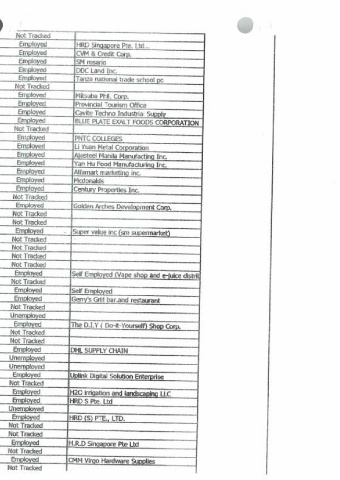 Not Tracked
Employed HRD Singapore Pte. Ltd...
Employed CVM & Credit Corp.
Employed SM rosario
Employed DDC Land Inc.
Employed Tanza national trade school pc
Not Tracked
Employed Mitsuba Phil. Corp.
Employed Provincial Tourism Office
Employed Cavite Techno Industrial Supply
Employed BLUE PLATE EXALT FOODS CORPORATION
Not Tracked
Employed PNTC COLLEGES
Employed Li Yuan Metal Corporation
Employed Ajesteel Manila Manufacting Inc.
Employed Yan Hu Food Manufacturing Inc.
Employed Alfamart marketing inc.
Employed Mcdonalds
Employed Century Properties Inc.
Not Tracked
Employed Golden Arches Development Corp.
Not Tracked
Not Tracked
Employed Super value inc (sm supermarket)
Not Tracked
Not Tracked
Not Tracked
Not Tracked
Employed Self Employed (Vape shop and e-juice distri
Not Tracked
Employed Self Employed
Employed Gerry's Grill bar.and restaurant
Not Tracked
Unemployed
Employed The D.I.Y ( Do-it-Yourself) Shop Corp.
Not Tracked
Not Tracked
Employed DHL SUPPLY CHAIN
Unemployed
Unemployed
Employed Uplink Digital Solution Enterprise
Not Tracked
Employed H2O irrigation and landscaping LLC
Employed HRD S Pte. Ltd
Unemployed
Employed HRD (S) PTE., LTD.
Not Tracked
Not Tracked
Employed H.R.D Singapore Pte Ltd
Not Tracked
Employed CMM Virgo Hardware Supplies
Not Tracked